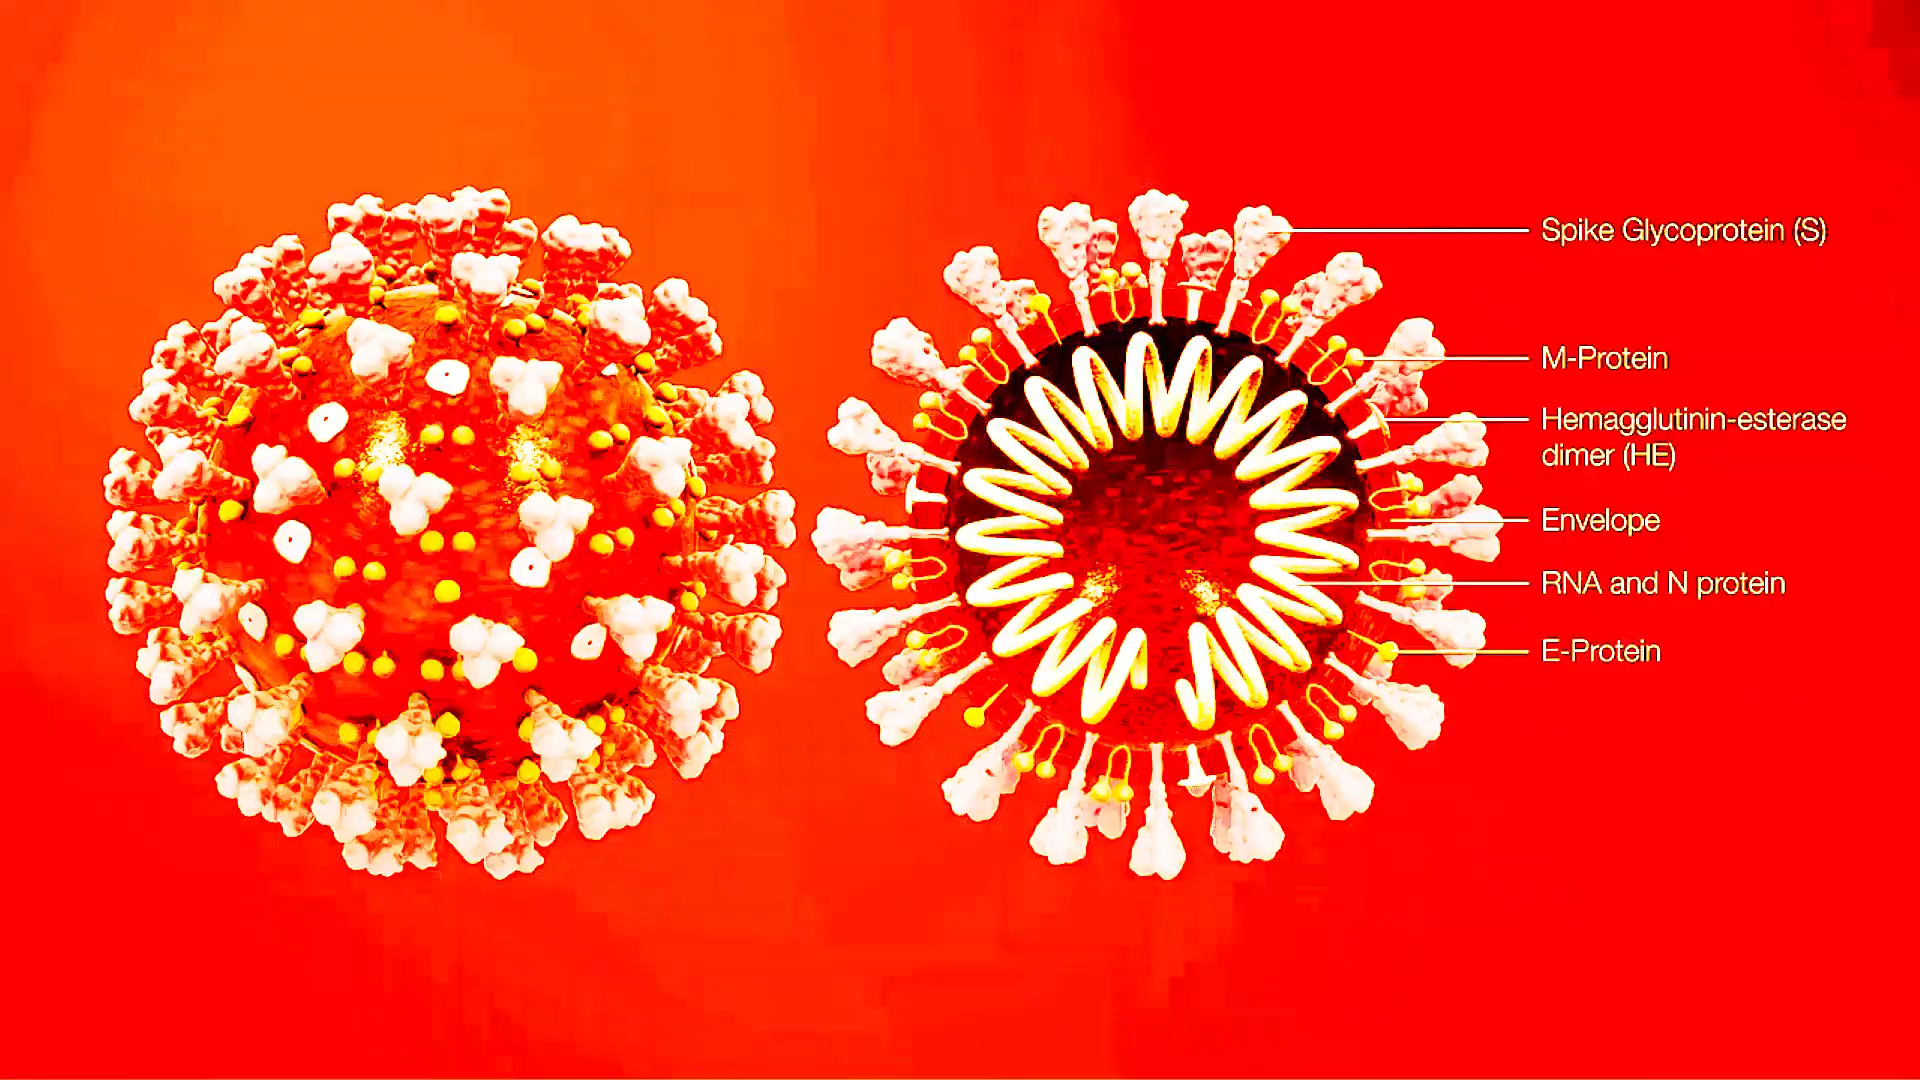 Spike Glycoprotein (S)
M-Protein
Hemagglutinin-esterase
dimer (HE)
Envelope
RNA and N protein
E-Protein